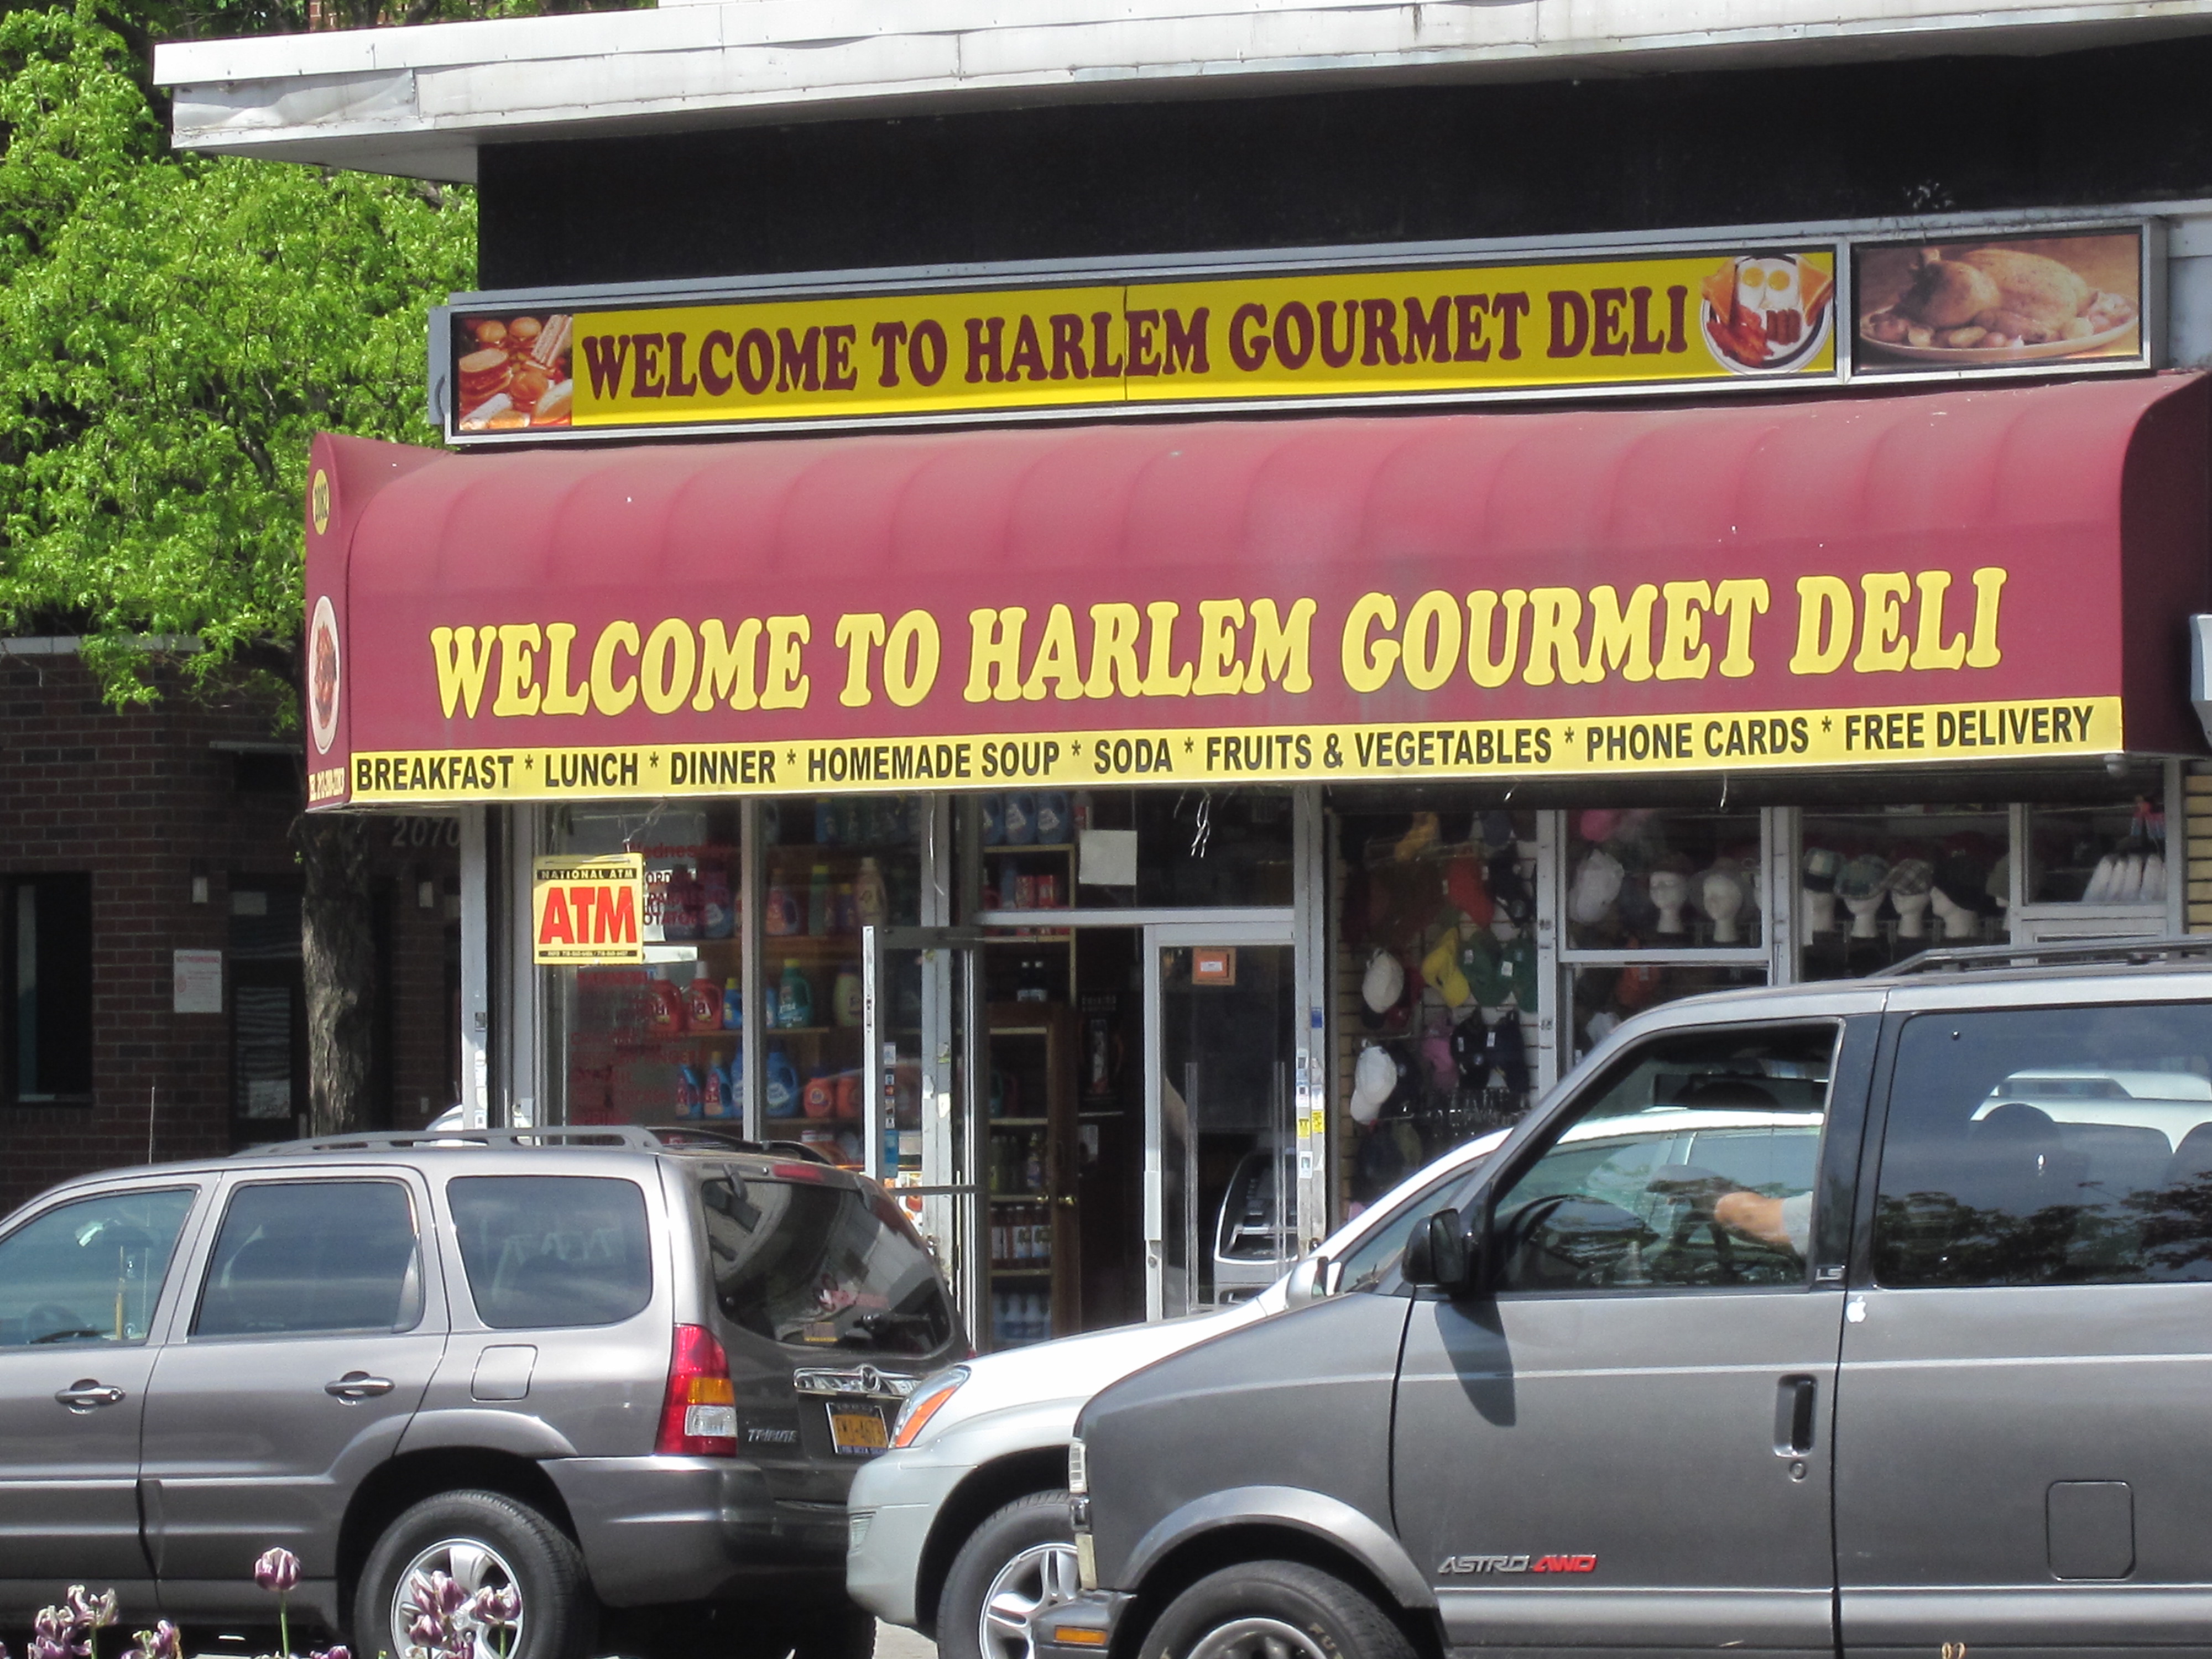 WELCOME TO HARLEM GOURMET DELI
WELCOME TO HARLEM GOURMET DELI
BREAKFAST * LUNCH * DINNER * HOMEMADE SOUP * SODA * FRUITS & VEGETABLES * PHONE CARDS * FREE DELIVERY
2070
NATIONAL ATM
ATM
TRIBUTE
ASTRO AWD